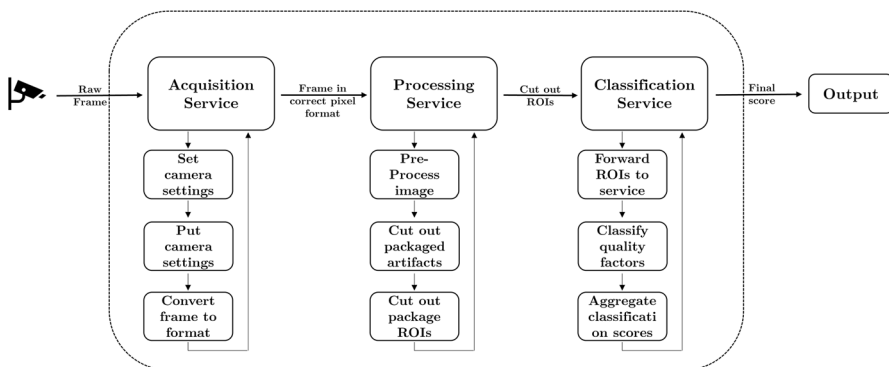 Raw
Frame
Acquisition
Service
Frame in
correct pixel
format
Processing
Service
Cut out
ROIs
Classification
Service
Final
score
Output
Set
camera
settings
Put
camera
settings
Convert
frame to
format
Pre-
Process
image
Cut out
packaged
artifacts
Cut out
package
ROIs
Forward
ROIs to
service
Classify
quality
factors
Aggregate
classificati
on scores